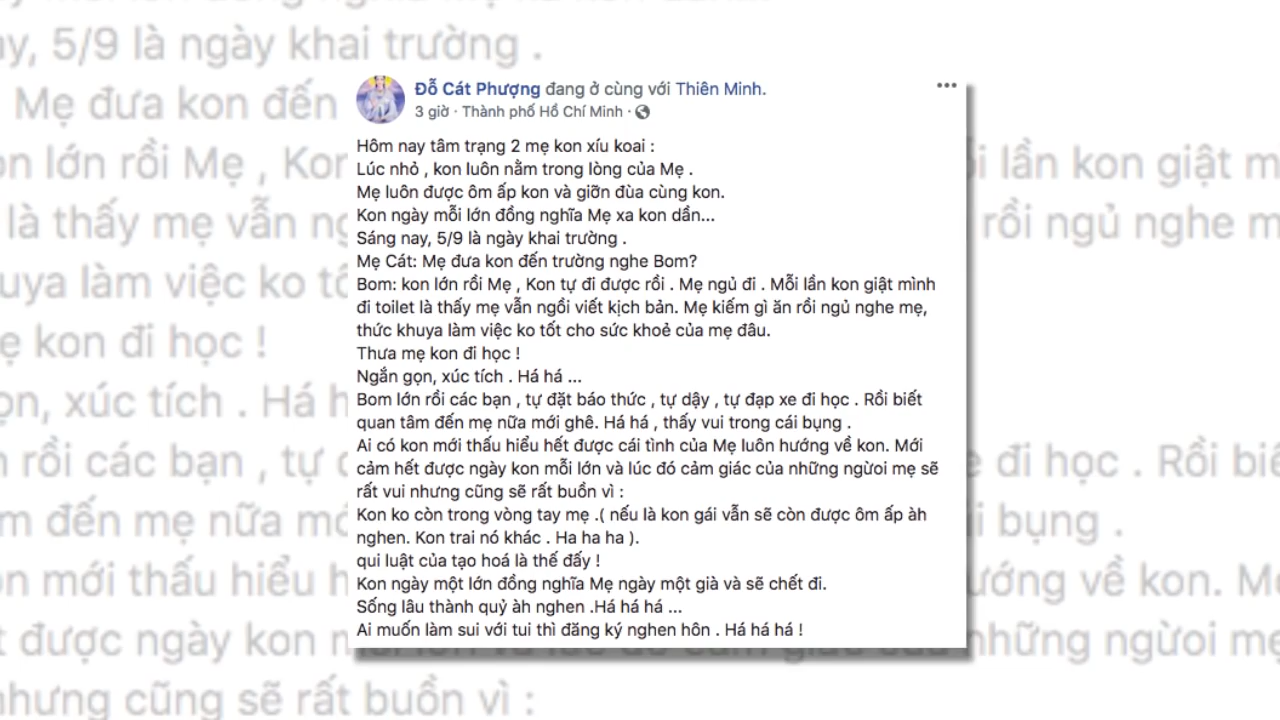 Đỗ Cát Phượng đang ở cùng với Thiên Minh.
3 giờ · Thành phố Hồ Chí Minh ·
Hôm nay tâm trạng 2 mẹ kon xíu koai :
Lúc nhỏ , kon luôn nằm trong lòng của Mẹ .
Mẹ luôn được ôm ấp kon và giỡn đùa cùng kon.
Kon ngày mỗi lớn đồng nghĩa Mẹ xa kon dần...
Sáng nay, 5/9 là ngày khai trường .
Mẹ Cát: Mẹ đưa kon đến trường nghe Bom?
Bom: kon lớn rồi Mẹ , Kon tự đi được rồi . Mẹ ngủ đi . Mỗi lần kon giật mình
đi toilet là thấy mẹ vẫn ngồi viết kịch bản. Mẹ kiếm gì ăn rồi ngủ nghe mẹ,
thức khuya làm việc ko tốt cho sức khoẻ của mẹ đâu.
Thưa mẹ kon đi học !
Ngắn gọn, xúc tích . Há há ...
Bom lớn rồi các bạn , tự đặt báo thức , tự dậy , tự đạp xe đi học . Rồi biết
quan tâm đến mẹ nữa mới ghê. Há há , thấy vui trong cái bụng .
Ai có kon mới thấu hiểu hết được cái tình của Mẹ luôn hướng về kon. Mới
cảm hết được ngày kon mỗi lớn và lúc đó cảm giác của những ngừoi mẹ sẽ
rất vui nhưng cũng sẽ rất buồn vì :
Kon ko còn trong vòng tay mẹ .( nếu là kon gái vẫn sẽ còn được ôm ấp àh
nghen. Kon trai nó khác . Ha ha ha ).
qui luật của tạo hoá là thế đấy !
Kon ngày một lớn đồng nghĩa Mẹ ngày một già và sẽ chết đi.
Sống lâu thành quỷ àh nghen .Há há há ...
Ai muốn làm sui với tui thì đăng ký nghen hôn . Há há há !